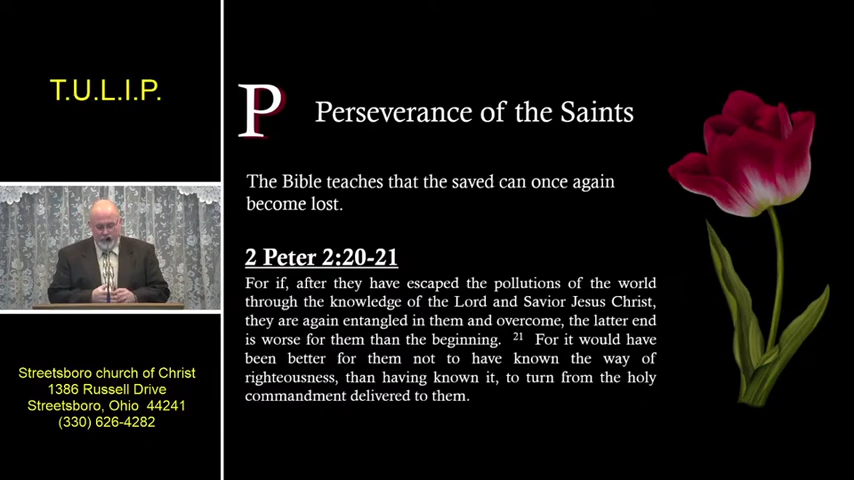 T.U.L.I.P.
P Perseverance of the Saints
The Bible teaches that the saved can once again
become lost.
2 Peter 2:20-21
For if, after they have escaped the pollutions of the world
through the knowledge of the Lord and Savior Jesus Christ,
they are again entangled in them and overcome, the latter end
is worse for them than the beginning. 21 For it would have
been better for them not to have known the way of
righteousness, than having known it, to turn from the holy
commandment delivered to them.
Streetsboro church of Christ
1386 Russell Drive
Streetsboro, Ohio 44241
(330) 626-4282